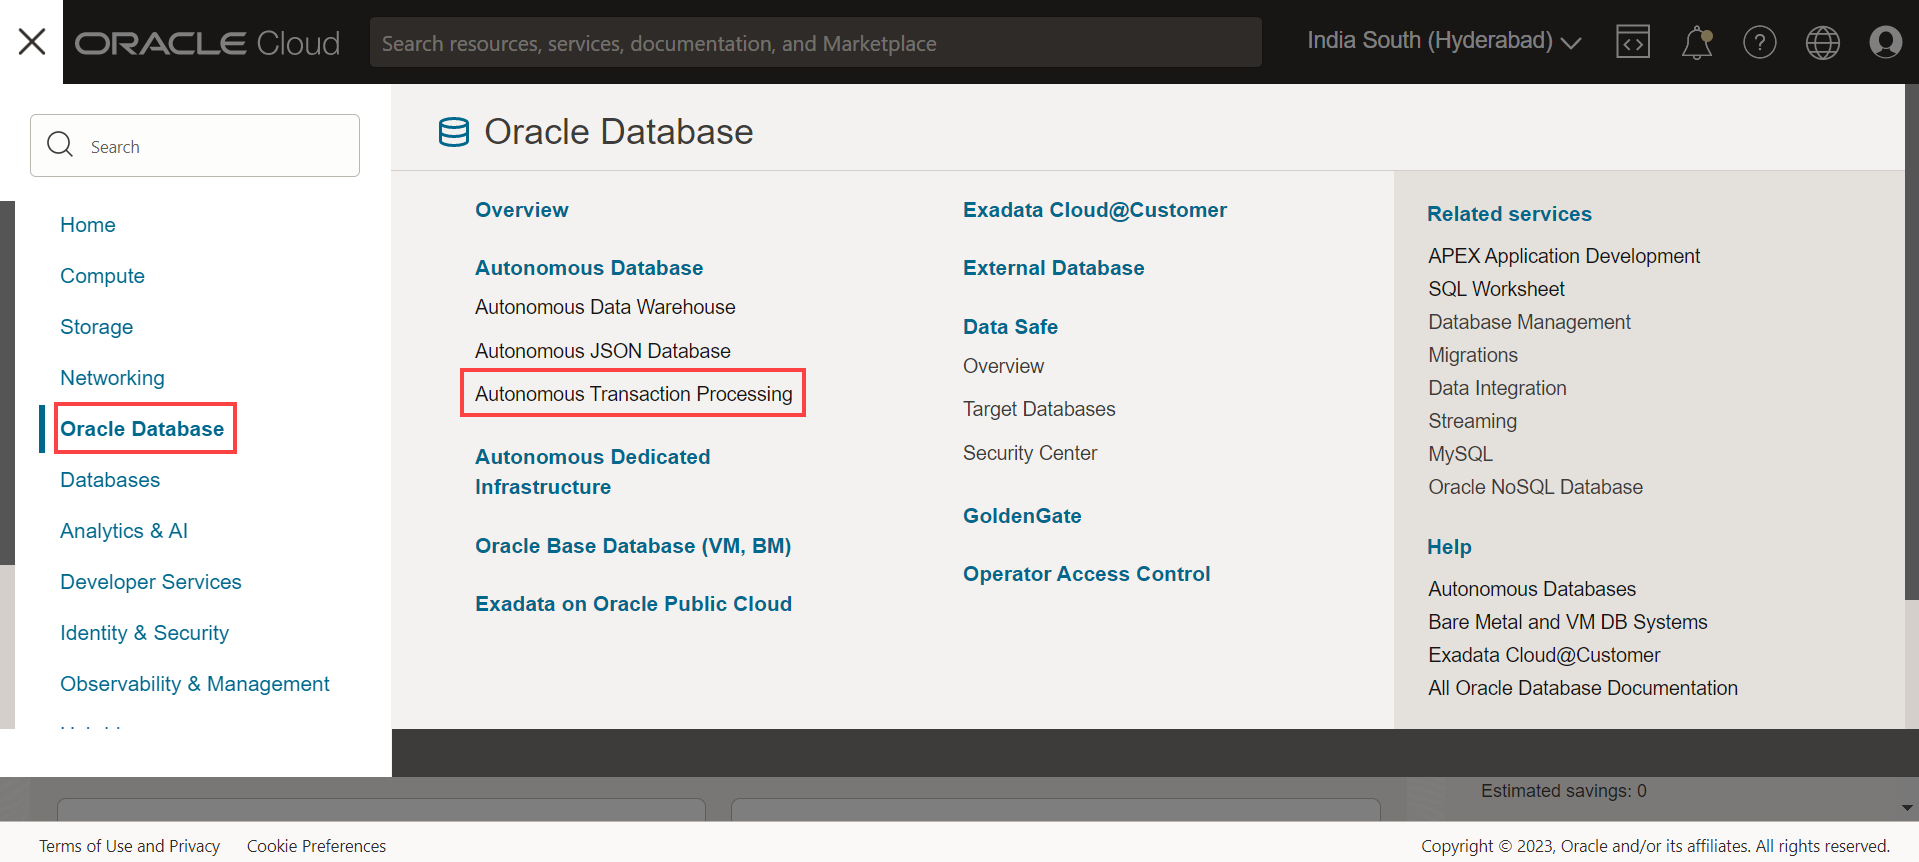 ORACLE Cloud
Search resources, services, documentation, and Marketplace
India South (Hyderabad)
Search
Home
Compute
Storage
Networking
Oracle Database
Databases
Analytics & AI
Developer Services
Identity & Security
Observability & Management
Oracle Database
Overview
Autonomous Database
Autonomous Data Warehouse
Autonomous JSON Database
Autonomous Transaction Processing
Autonomous Dedicated
Infrastructure
Oracle Base Database (VM, BM)
Exadata on Oracle Public Cloud
Exadata Cloud@Customer
External Database
Data Safe
Overview
Target Databases
Security Center
GoldenGate
Operator Access Control
Related services
APEX Application Development
SQL Worksheet
Database Management
Migrations
Data Integration
Streaming
MySQL
Oracle NoSQL Database
Help
Autonomous Databases
Bare Metal and VM DB Systems
Exadata Cloud@Customer
All Oracle Database Documentation
Estimated savings: 0
Terms of Use and Privacy
Cookie Preferences
Copyright © 2023, Oracle and/or its affiliates. All rights reserved.